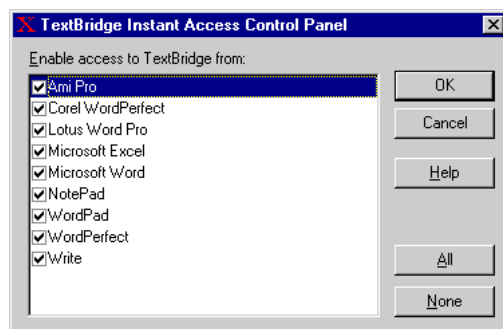 TextBridge Instant Access Control Panel
Enable access to TextBridge from:
Ami Pro
Corel WordPerfect
Lotus Word Pro
Microsoft Excel
Microsoft Word
NotePad
WordPad
WordPerfect
Write
OK
Cancel
Help
All
None